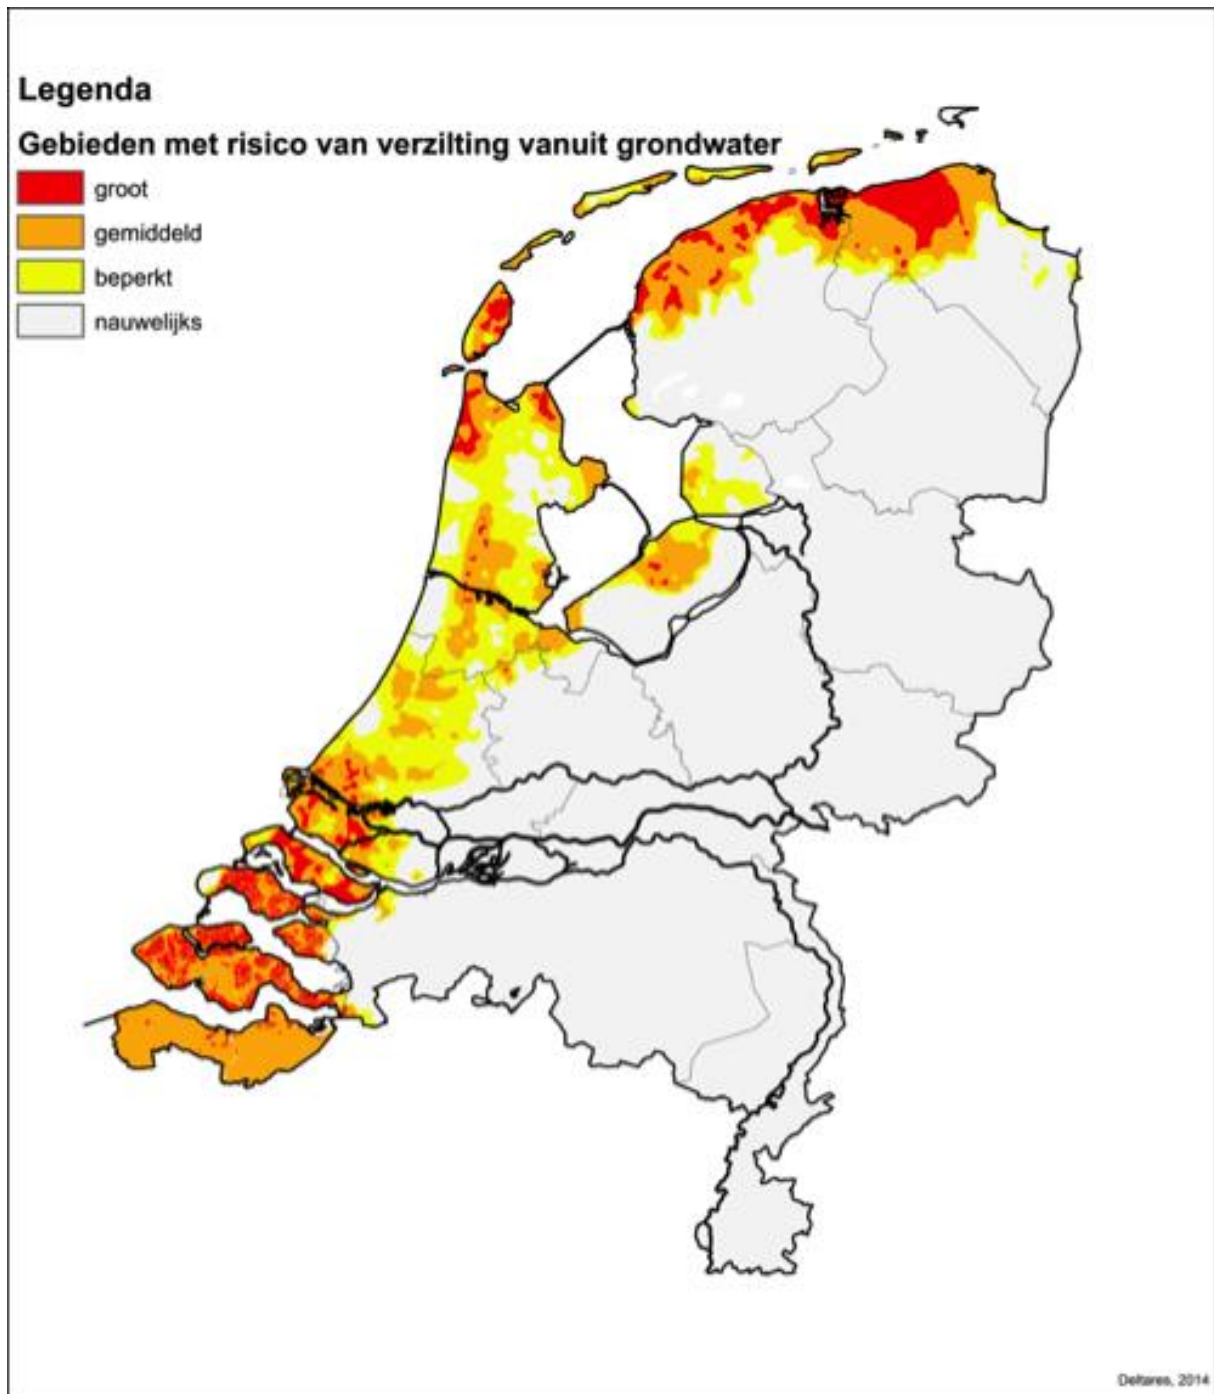 Legenda
Gebieden met risico van verzilting vanuit grondwater
groot
gemiddeld
beperkt
nauwelijks
Deltares, 2014